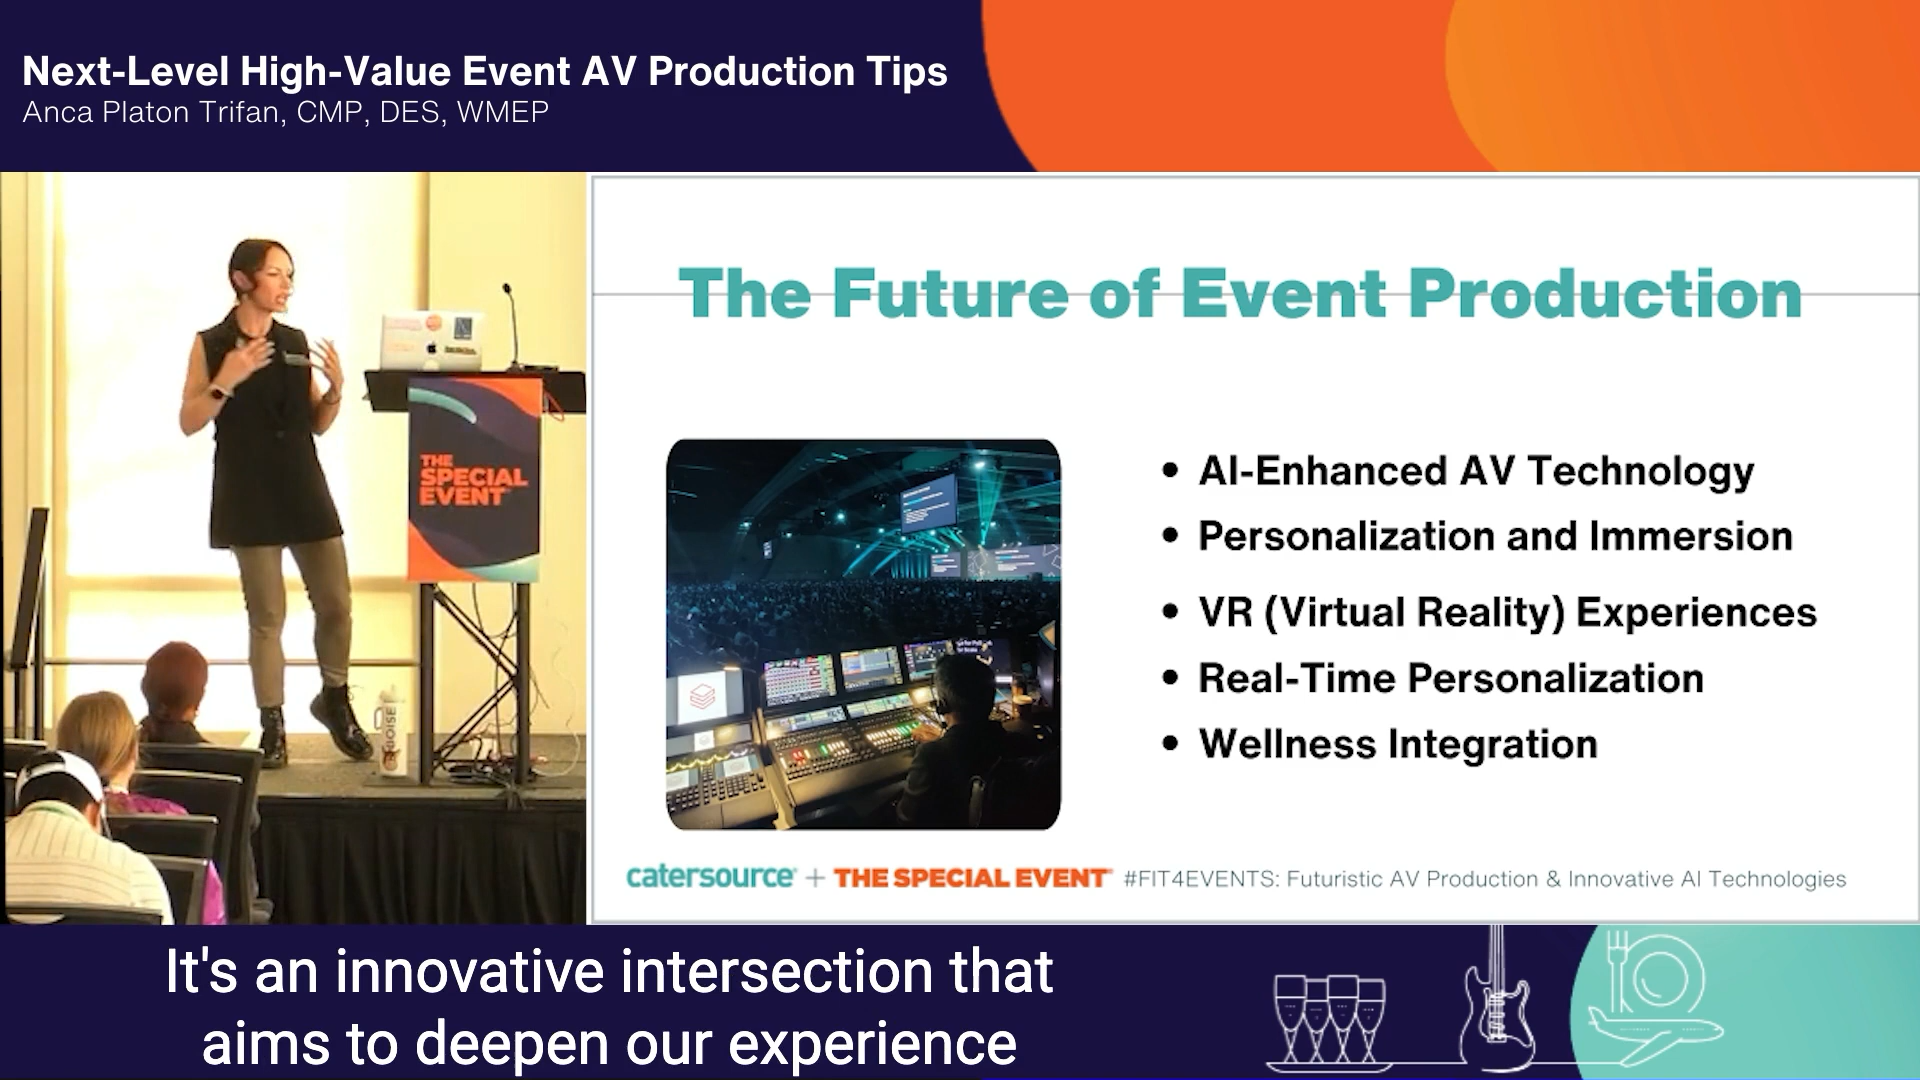 Next-Level High-Value Event AV Production Tips
Anca Platon Trifan, CMP, DES, WMEP
THE
SPECIAL
EVENT
The Future of Event Production
• AI-Enhanced AV Technology
• Personalization and Immersion
• VR (Virtual Reality) Experiences
• Real-Time Personalization
• Wellness Integration
catersource + THE SPECIAL EVENT #FIT4EVENTS: Futuristic AV Production & Innovative AI Technologies
It's an innovative intersection that
aims to deepen our experience